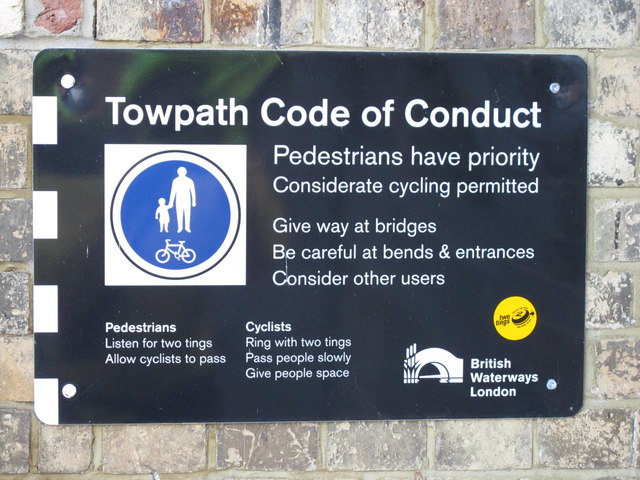 Towpath Code of Conduct
Pedestrians have priority
Considerate cycling permitted
Give way at bridges
Be careful at bends & entrances
Consider other users
Pedestrians
Listen for two tings
Allow cyclists to pass
Cyclists
Ring with two tings
Pass people slowly
Give people space
two
tings
British
Waterways
London